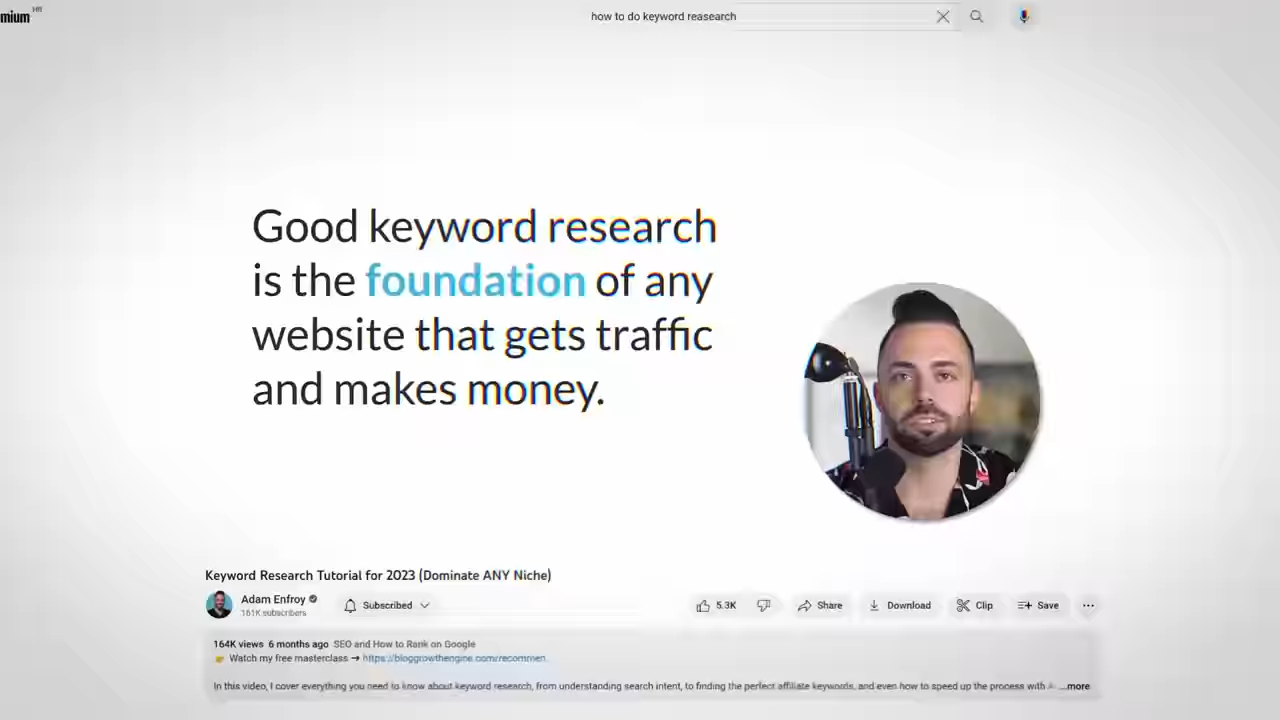 mium HR
how to do keyword reasearch
Good keyword research
is the foundation of any
website that gets traffic
and makes money.
Keyword Research Tutorial for 2023 (Dominate ANY Niche)
Adam Enfroy
161K subscribers
Subscribed
5.3K
Share
Download
Clip
Save
164K views 6 months ago SEO and How to Rank on Google
Watch my free masterclass → https://bloggrowthengine.com/recommen.
In this video, I cover everything you need to know about keyword research, from understanding search intent, to finding the perfect affiliate keywords, and even how to speed up the process with ...more